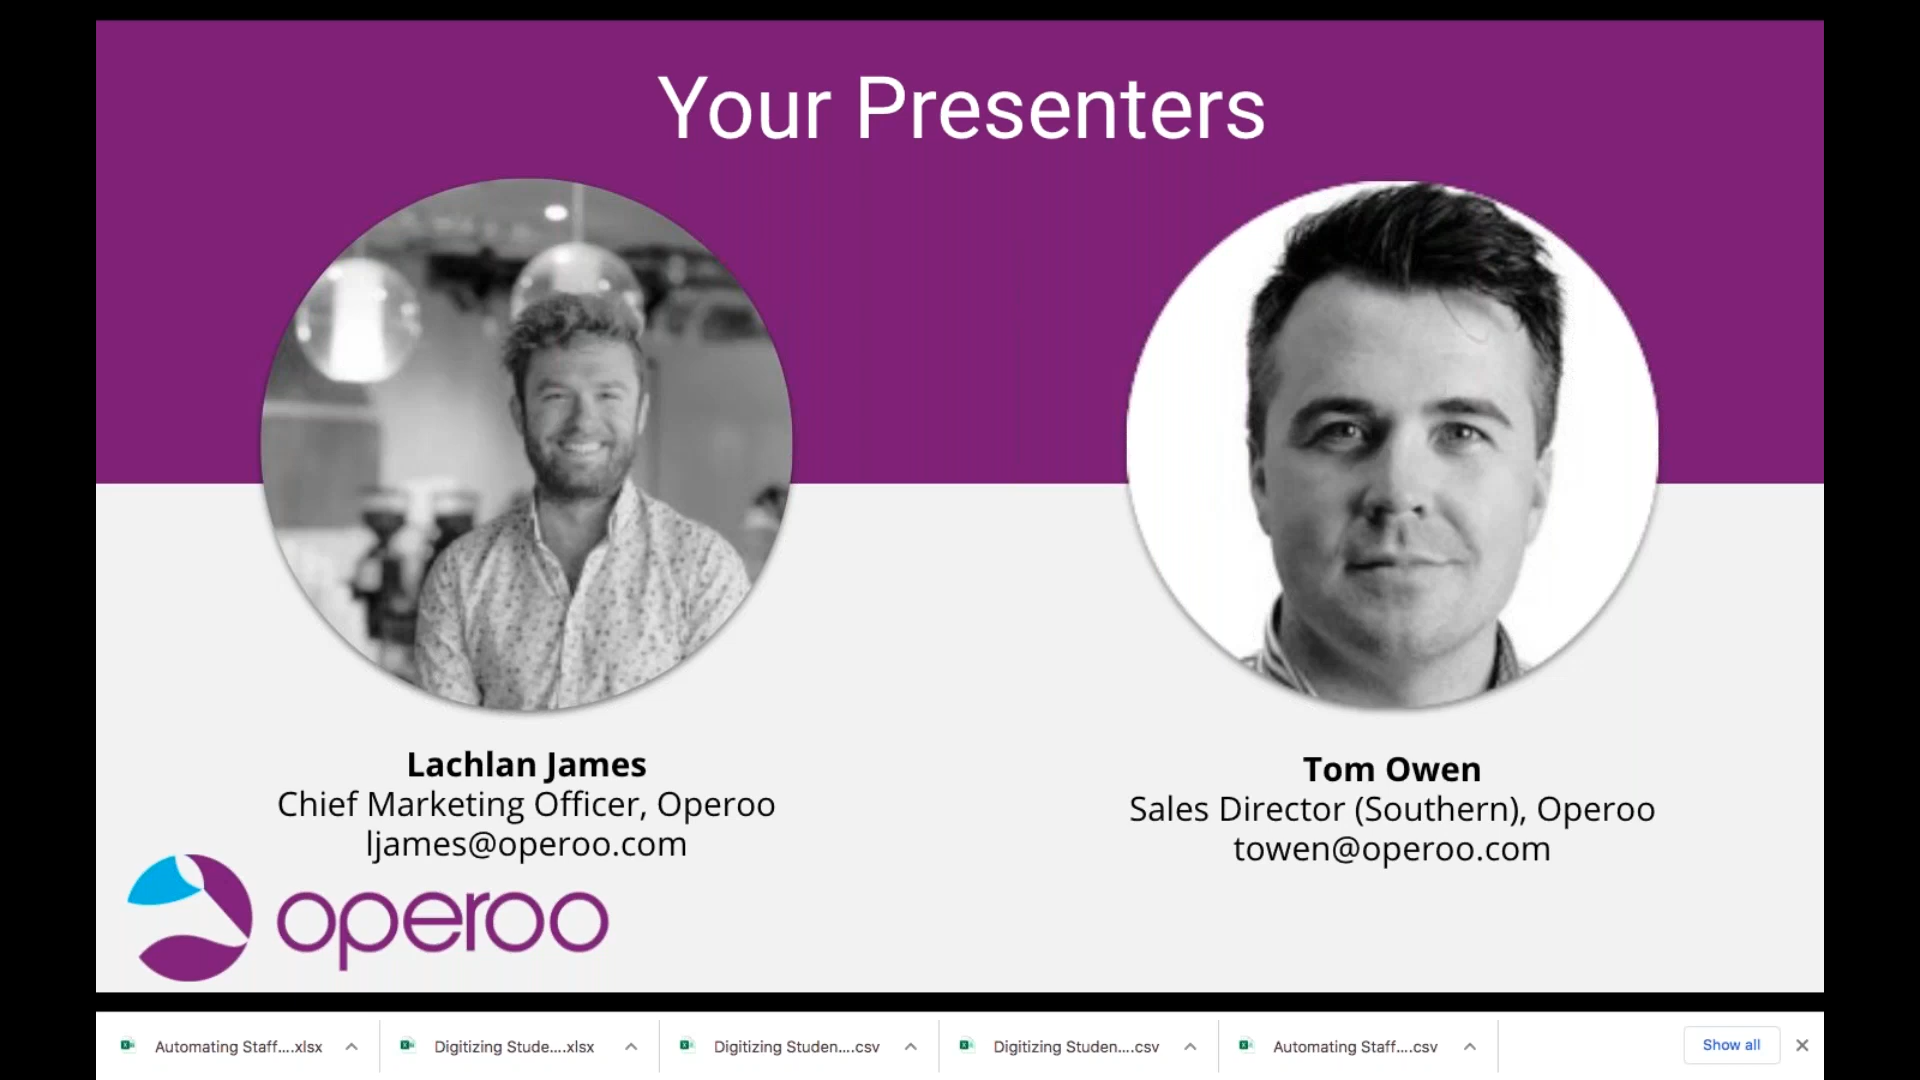 Your Presenters
Lachlan James
Chief Marketing Officer, Operoo
ljames@operoo.com
Tom Owen
Sales Director (Southern), Operoo
towen@operoo.com
operoo
Automating Staff....xlsx
Digitizing Stude....xlsx
Digitizing Studen....csv
Digitizing Studen....csv
Automating Staff....csv
Show all